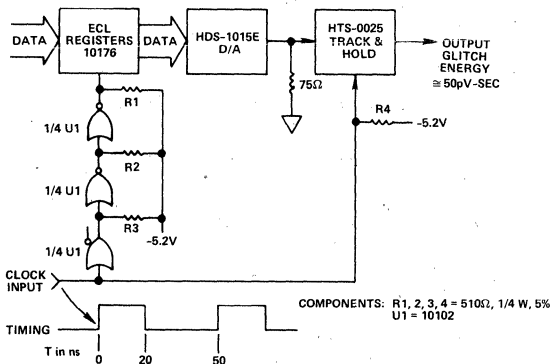 DATA
ECL
REGISTERS
10176
DATA
HDS-1015E
D/A
HTS-0025
TRACK &
HOLD
OUTPUT
GLITCH
ENERGY
≅ 50pV-SEC
75Ω
R1
R4
-5.2V
1/4 U1
R2
1/4 U1
R3
-5.2V
1/4 U1
CLOCK
INPUT
COMPONENTS: R1, 2, 3, 4 = 510Ω, 1/4 W, 5%
U1 = 10102
TIMING
T in ns
0 20 50